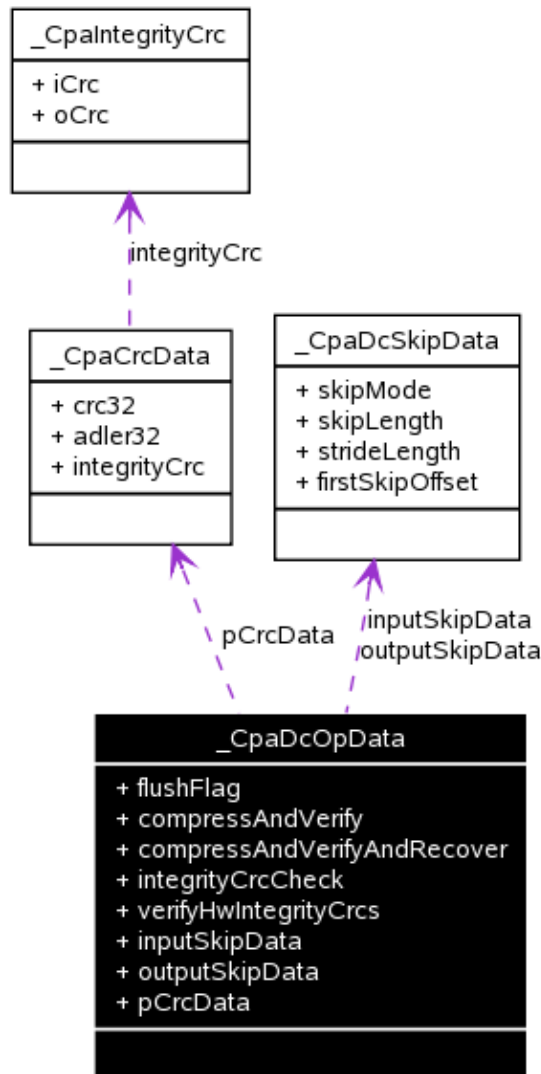 _CpaIntegrityCrc
+ iCrc
+ oCrc
integrityCrc
_CpaCrcData
+ crc32
+ adler32
+ integrityCrc
_CpaDcSkipData
+ skipMode
+ skipLength
+ strideLength
+ firstSkipOffset
pCrcData
inputSkipData
outputSkipData
_CpaDcOpData
+ flushFlag
+ compressAndVerify
+ compressAndVerifyAndRecover
+ integrityCrcCheck
+ verifyHwIntegrityCrcs
+ inputSkipData
+ outputSkipData
+ pCrcData